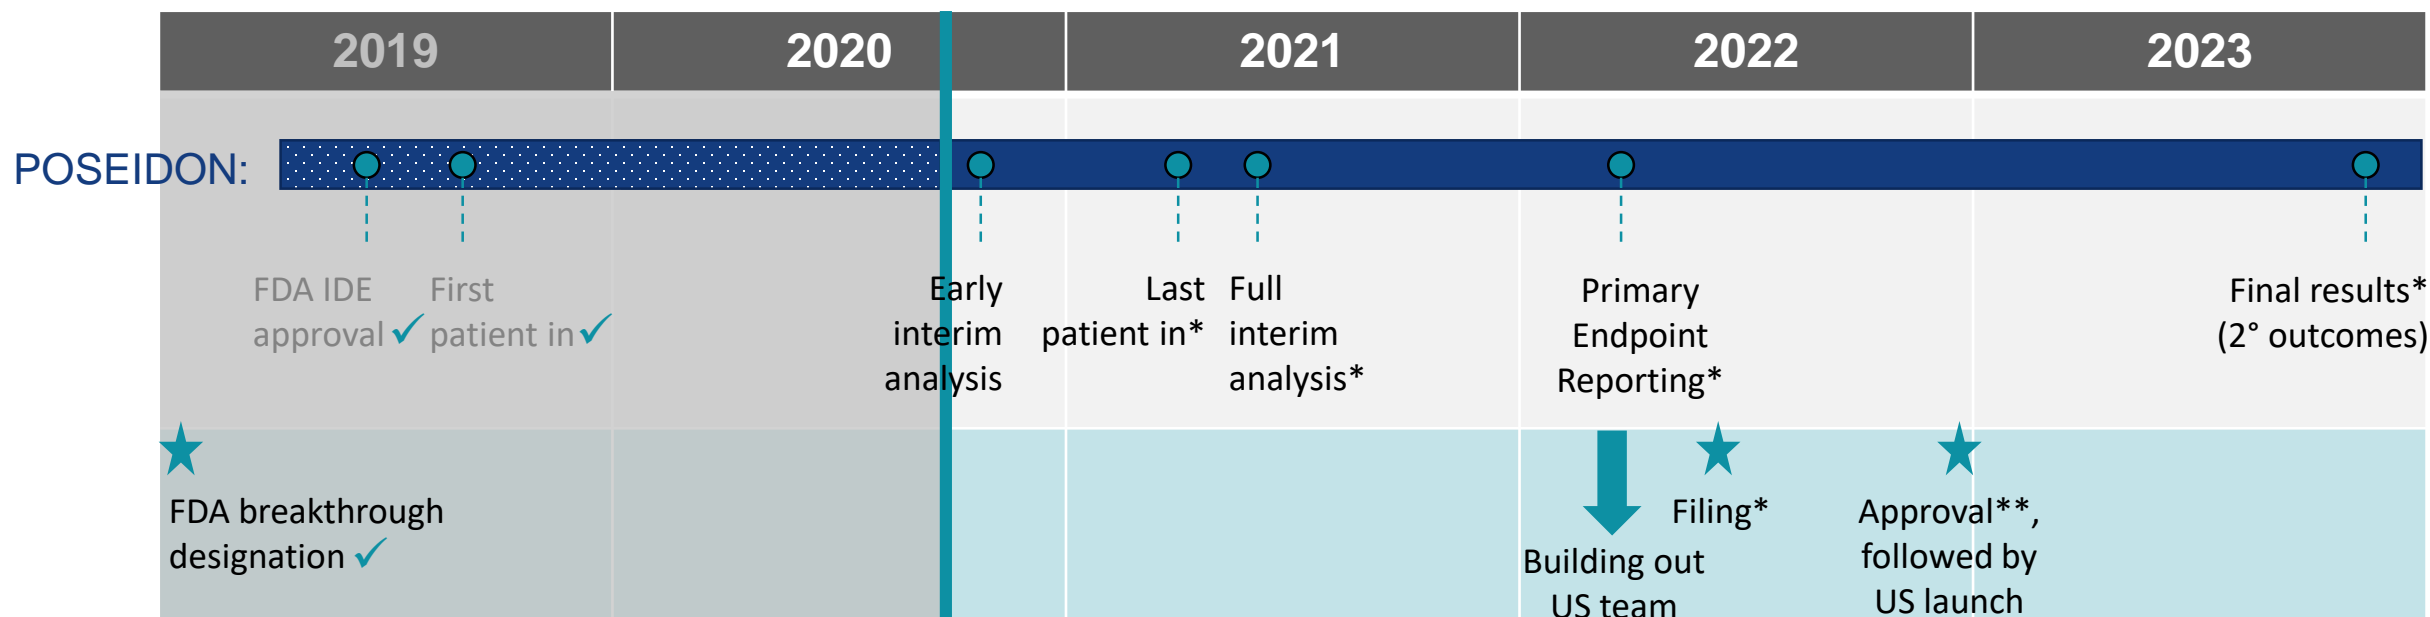 2019 2020 2021 2022 2023
POSEIDON:
FDA IDE
approval ✓
First
patient in ✓
Early
interim
analysis
Last
patient in*
Full
interim
analysis*
Primary
Endpoint
Reporting*
Final results*
(2° outcomes)
FDA breakthrough
designation ✓
Building out
US team
Filing*
Approval**,
followed by
US launch